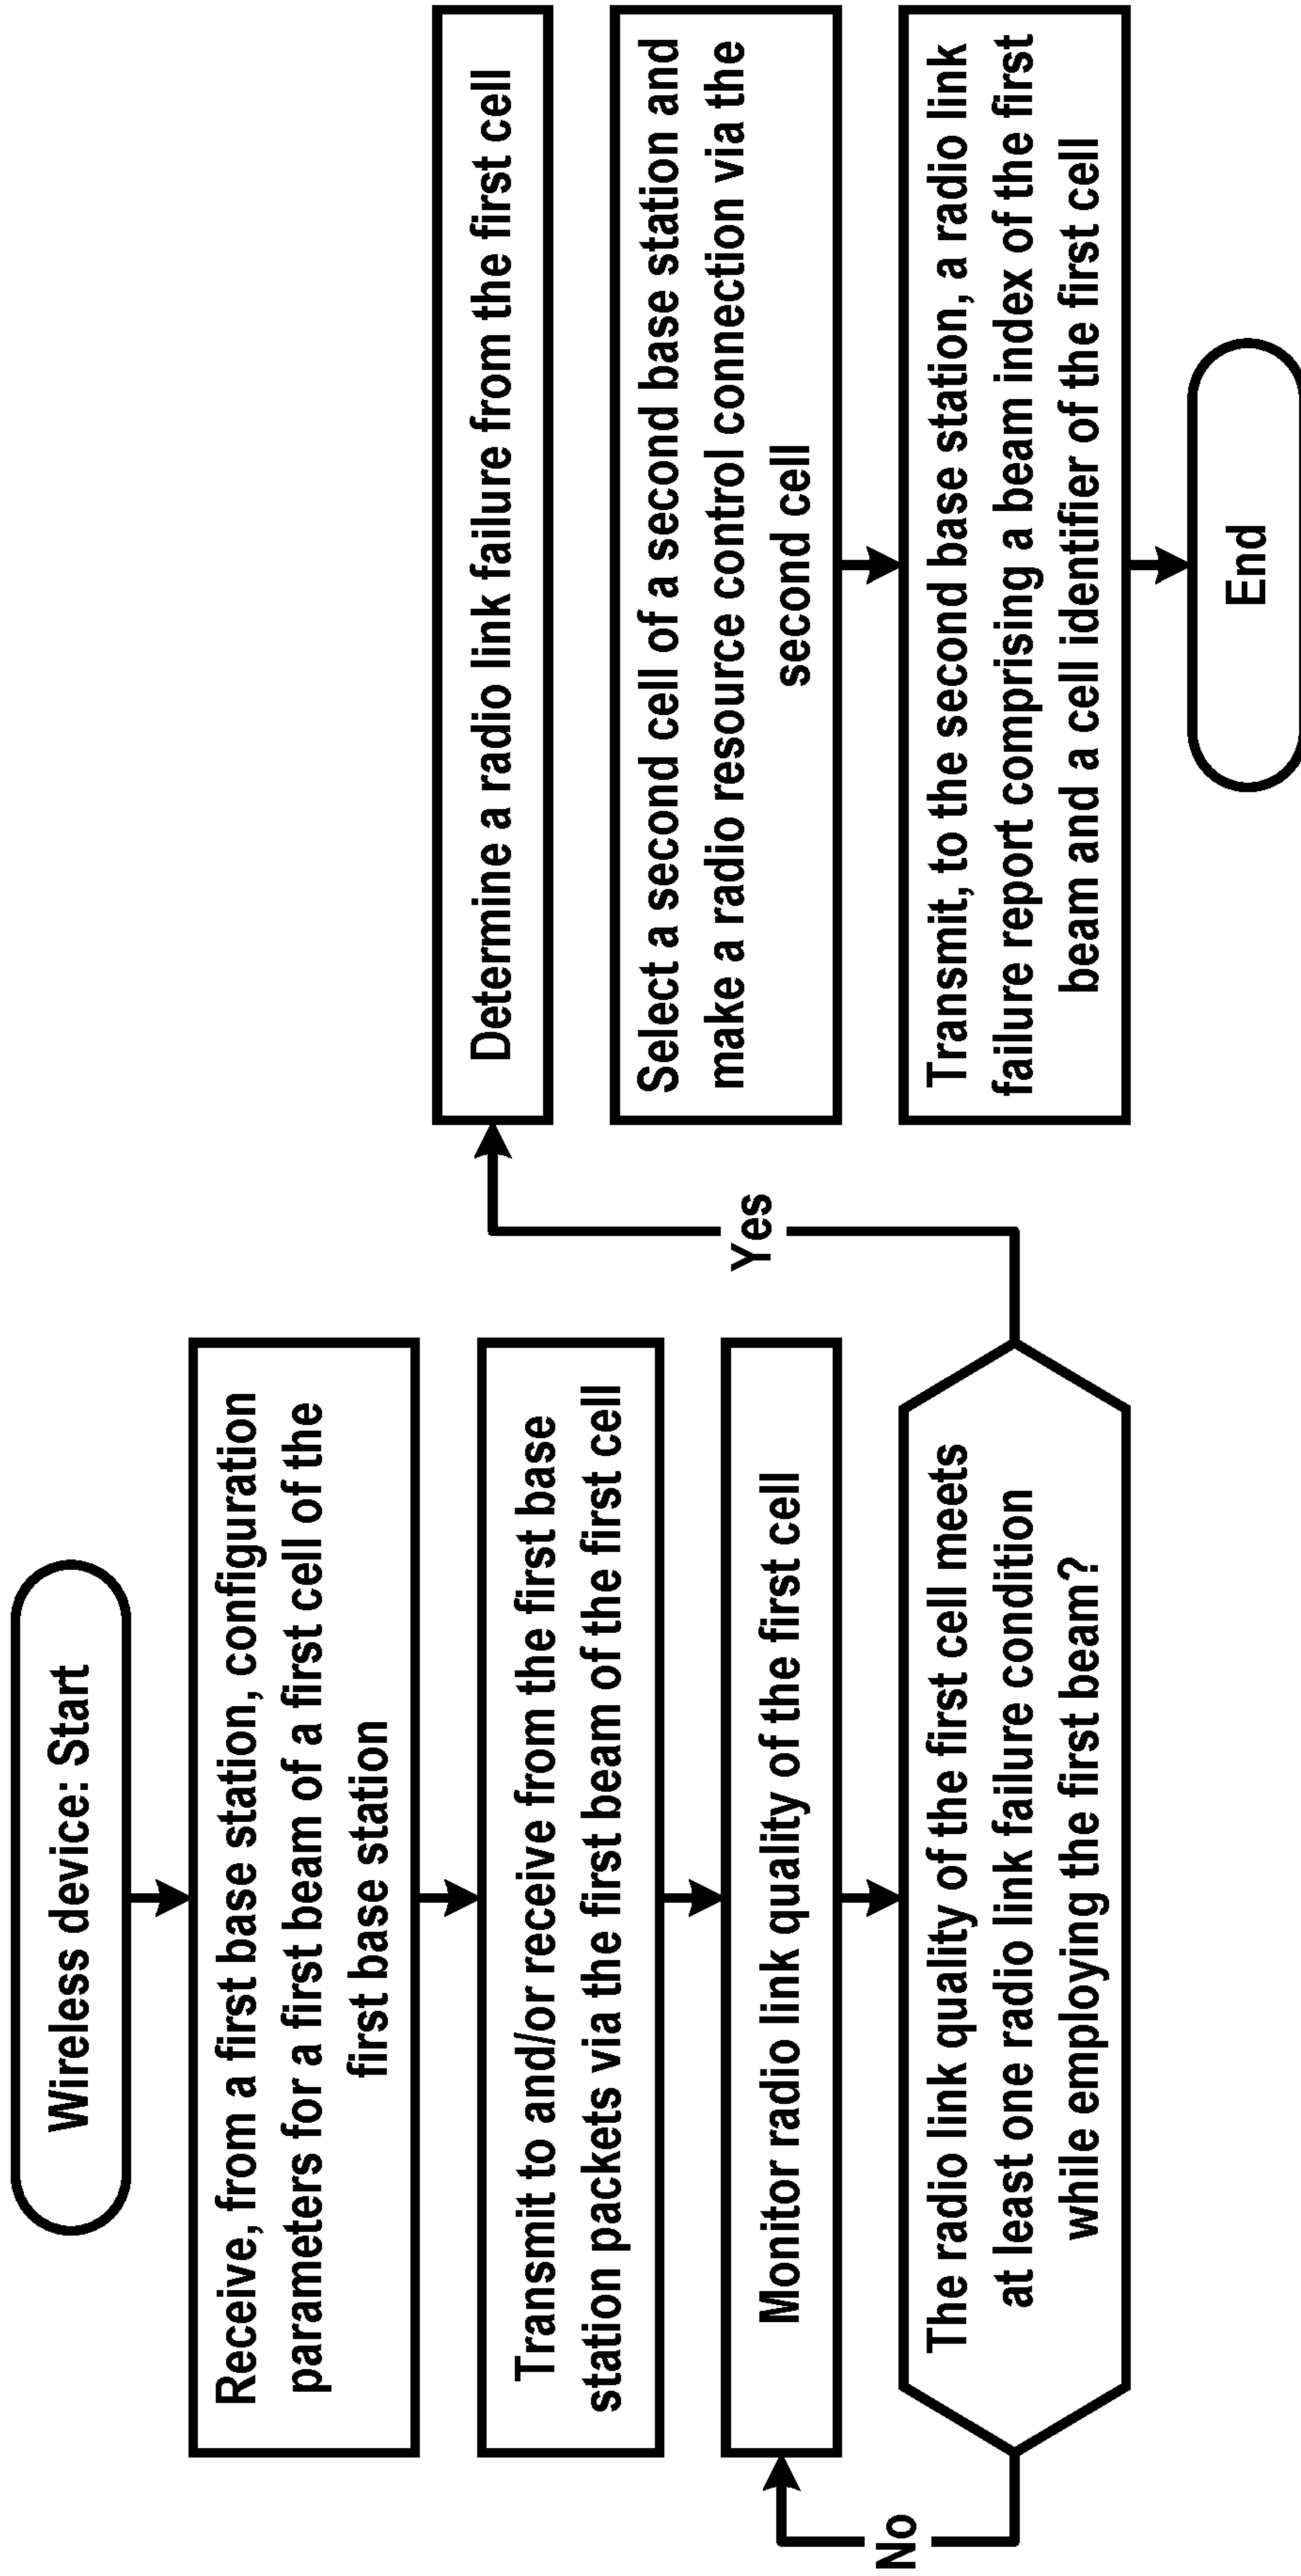 Wireless device: Start
Receive, from a first base station, configuration
parameters for a first beam of a first cell of the
first base station
Transmit to and/or receive from the first base
station packets via the first beam of the first cell
Monitor radio link quality of the first cell
The radio link quality of the first cell meets
at least one radio link failure condition
while employing the first beam?
No
Yes
Determine a radio link failure from the first cell
Select a second cell of a second base station and
make a radio resource control connection via the
second cell
Transmit, to the second base station, a radio link
failure report comprising a beam index of the first
beam and a cell identifier of the first cell
End